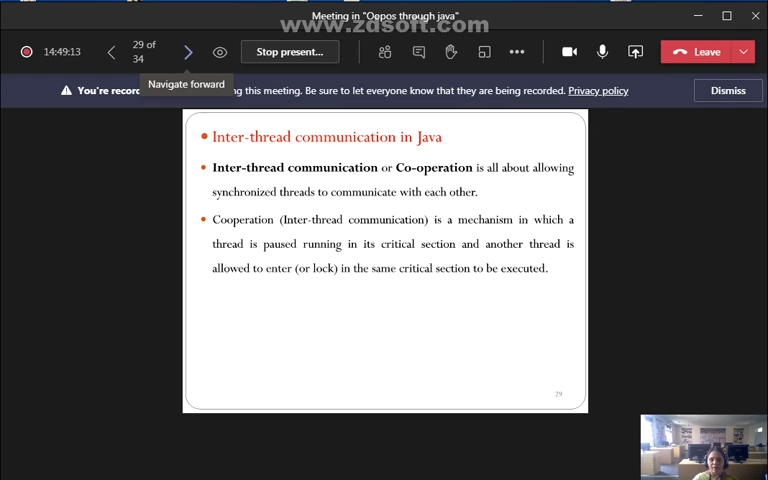 Meeting in "Oppos through java"
www.zdsoft.com
14:49:13
29 of
34
Stop present...
Leave
Navigate forward
You're recor
ng this meeting. Be sure to let everyone know that they are being recorded. Privacy policy
Dismiss
Inter-thread communication in Java
Inter-thread communication or Co-operation is all about allowing
synchronized threads to communicate with each other.
Cooperation (Inter-thread communication) is a mechanism in which a
thread is paused running in its critical section and another thread is
allowed to enter (or lock) in the same critical section to be executed.
29